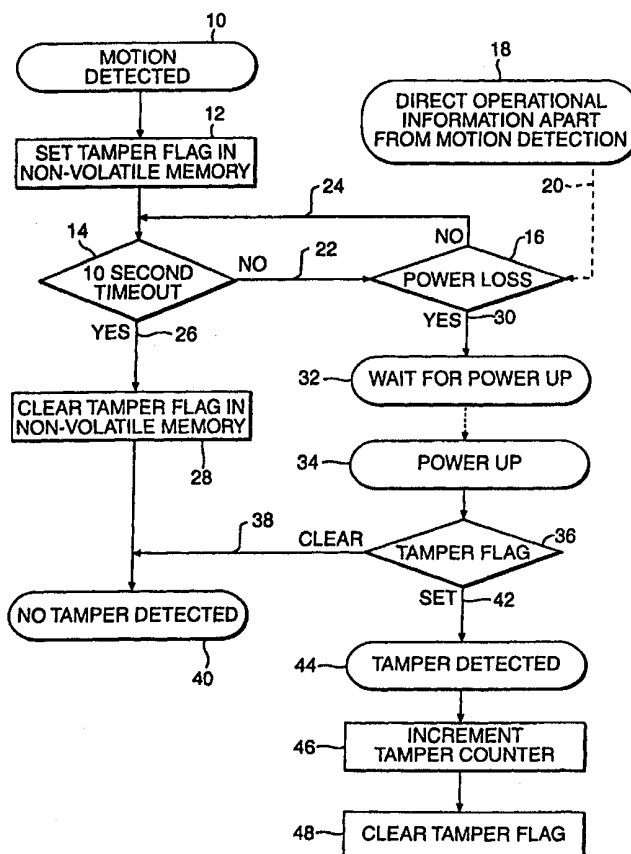 10
MOTION
DETECTED
18
DIRECT OPERATIONAL
INFORMATION APART
FROM MOTION DETECTION
12
SET TAMPER FLAG IN
NON-VOLATILE MEMORY
20
24
14
10 SECOND
TIMEOUT
NO
22
NO
16
POWER LOSS
YES
26
YES
30
32
WAIT FOR POWER UP
CLEAR TAMPER FLAG IN
NON-VOLATILE MEMORY
28
34
POWER UP
38
CLEAR
TAMPER FLAG
36
SET
42
NO TAMPER DETECTED
40
44
TAMPER DETECTED
46
INCREMENT
TAMPER COUNTER
48
CLEAR TAMPER FLAG